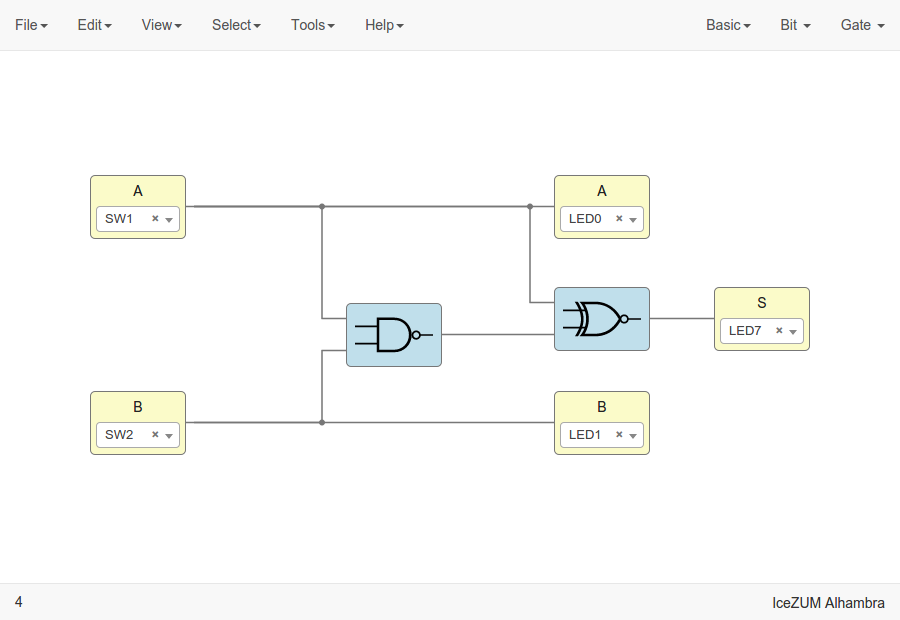 File Edit View Select Tools Help Basic Bit Gate
A
SW1 ×
A
LED0 ×
S
LED7 ×
B
SW2 ×
B
LED1 ×
4 IceZUM Alhambra